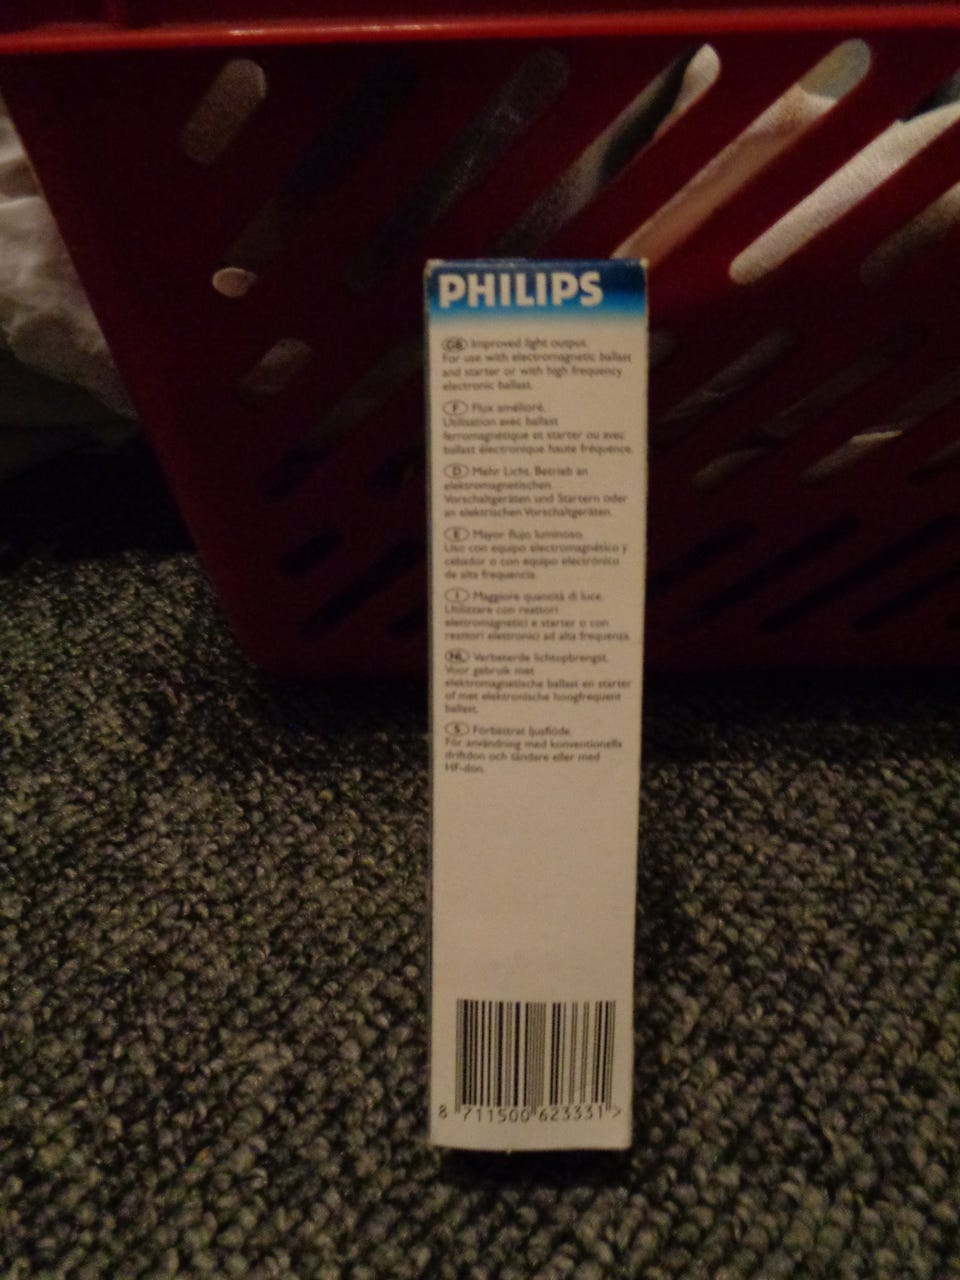 PHILIPS
GB Improved light output.
For use with electromagnetic ballast
and starter or with high frequency
electronic ballast.
F Flux amélioré.
Utilisation avec ballast
ferromagnétique et starter ou avec
ballast électronique haute fréquence.
D Mehr Licht. Betrieb an
elektromagnetischen
Vorschaltgeräten und Startern oder
an elektrischen Vorschaltgeräten.
E Mayor flujo luminoso.
Uso con equipo electromagnético y
cebador o con equipo electrónico
de alta frequencia.
I Maggiore quantità di luce.
Utilizzare con reattori
elettromagnetici e starter o con
reattori elettronici ad alta frequenza.
NL Verbeterde lichtopbrengst.
Voor gebruik met
elektromagnetische ballast en starter
of met elektronische hoogfrequent
ballast.
S Förbättrat ljusflöde.
För användning med konventionella
driftdon och tändare eller med
HF-don.
8 711500 623331 >